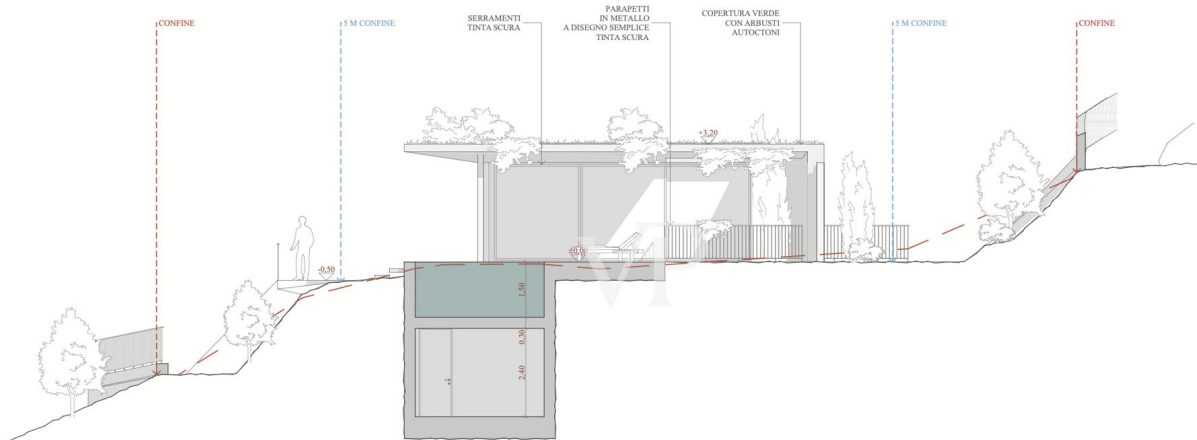 CONFINE
5 M CONFINE
SERRAMENTI
TINTA SCURA
PARAPETTI
IN METALLO
A DISEGNO SEMPLICE
TINTA SCURA
COPERTURA VERDE
CON ARBUSTI
AUTOCTONI
5 M CONFINE
CONFINE
+3,20
±0,00
-0,50
1,50
0,30
2,40
VP